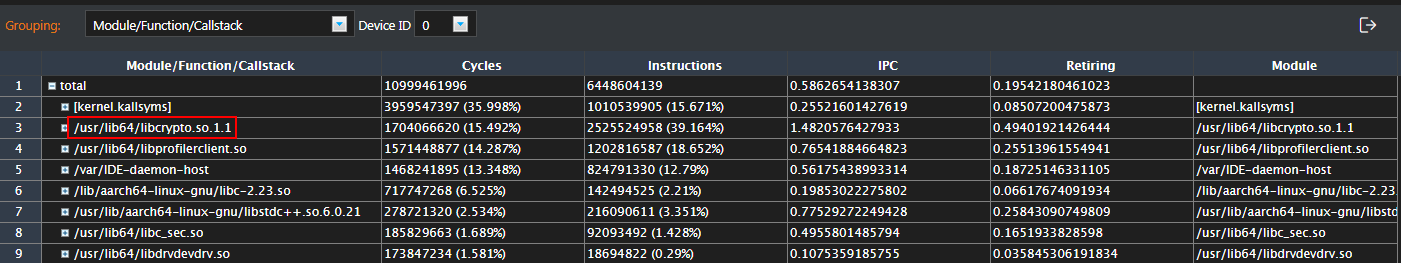 Grouping: Module/Function/Callstack Device ID 0
Module/Function/Callstack Cycles Instructions IPC Retiring Module
1 total 10999461996 6448604139 0.5862654138307 0.19542180461023
2 [kernel.kallsyms] 3959547397 (35.998%) 1010539905 (15.671%) 0.25521601427619 0.08507200475873 [kernel.kallsyms]
3 /usr/lib64/libcrypto.so.1.1 1704066620 (15.492%) 2525524958 (39.164%) 1.4820576427933 0.49401921426444 /usr/lib64/libcrypto.so.1.1
4 /usr/lib64/libprofilerclient.so 1571448877 (14.287%) 1202816587 (18.652%) 0.76541884664823 0.25513961554941 /usr/lib64/libprofilerclient.so
5 /var/IDE-daemon-host 1468241895 (13.348%) 824791330 (12.79%) 0.56175438993314 0.18725146331105 /var/IDE-daemon-host
6 /lib/aarch64-linux-gnu/libc-2.23.so 717747268 (6.525%) 142494525 (2.21%) 0.19853022275802 0.06617674091934 /lib/aarch64-linux-gnu/libc-2.23
7 /usr/lib/aarch64-linux-gnu/libstdc++.so.6.0.21 278721320 (2.534%) 216090611 (3.351%) 0.77529272249428 0.25843090749809 /usr/lib/aarch64-linux-gnu/libstd
8 /usr/lib64/libc_sec.so 185829663 (1.689%) 92093492 (1.428%) 0.4955801485794 0.1651933828598 /usr/lib64/libc_sec.so
9 /usr/lib64/libdrvdevdrv.so 173847234 (1.581%) 18694822 (0.29%) 0.1075359185755 0.035845306191834 /usr/lib64/libdrvdevdrv.so